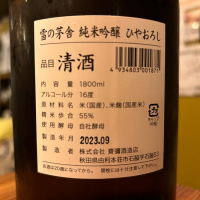 雪の茅舎 純米吟醸 ひやおろし
品目 清酒
内容量 1800ml
アルコール分 16度
原材料名 米(国産)、米麹(国産米)
精米歩合 55%
使用酵母 自社酵母
製造年月 2023.09
製造者 株式会社 齋彌酒造店
秋田県由利本荘市石脇字石脇53
4 934803 001871